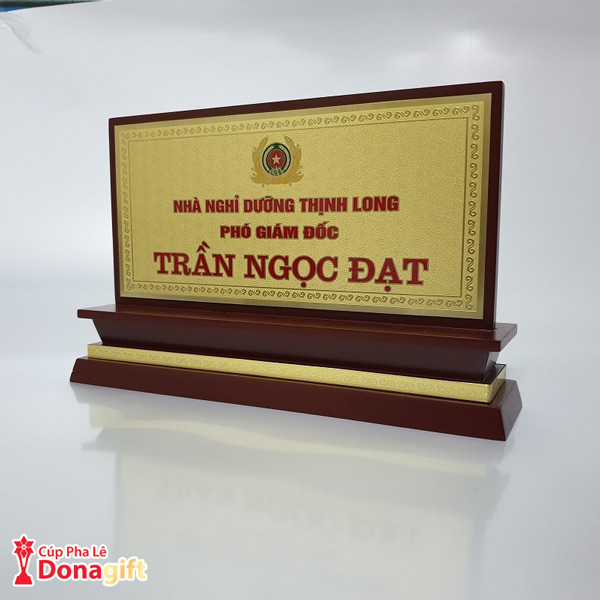 NHÀ NGHỈ DƯỠNG THỊNH LONG
PHÓ GIÁM ĐỐC
TRẦN NGỌC ĐẠT
Cúp Pha Lê
Donagift